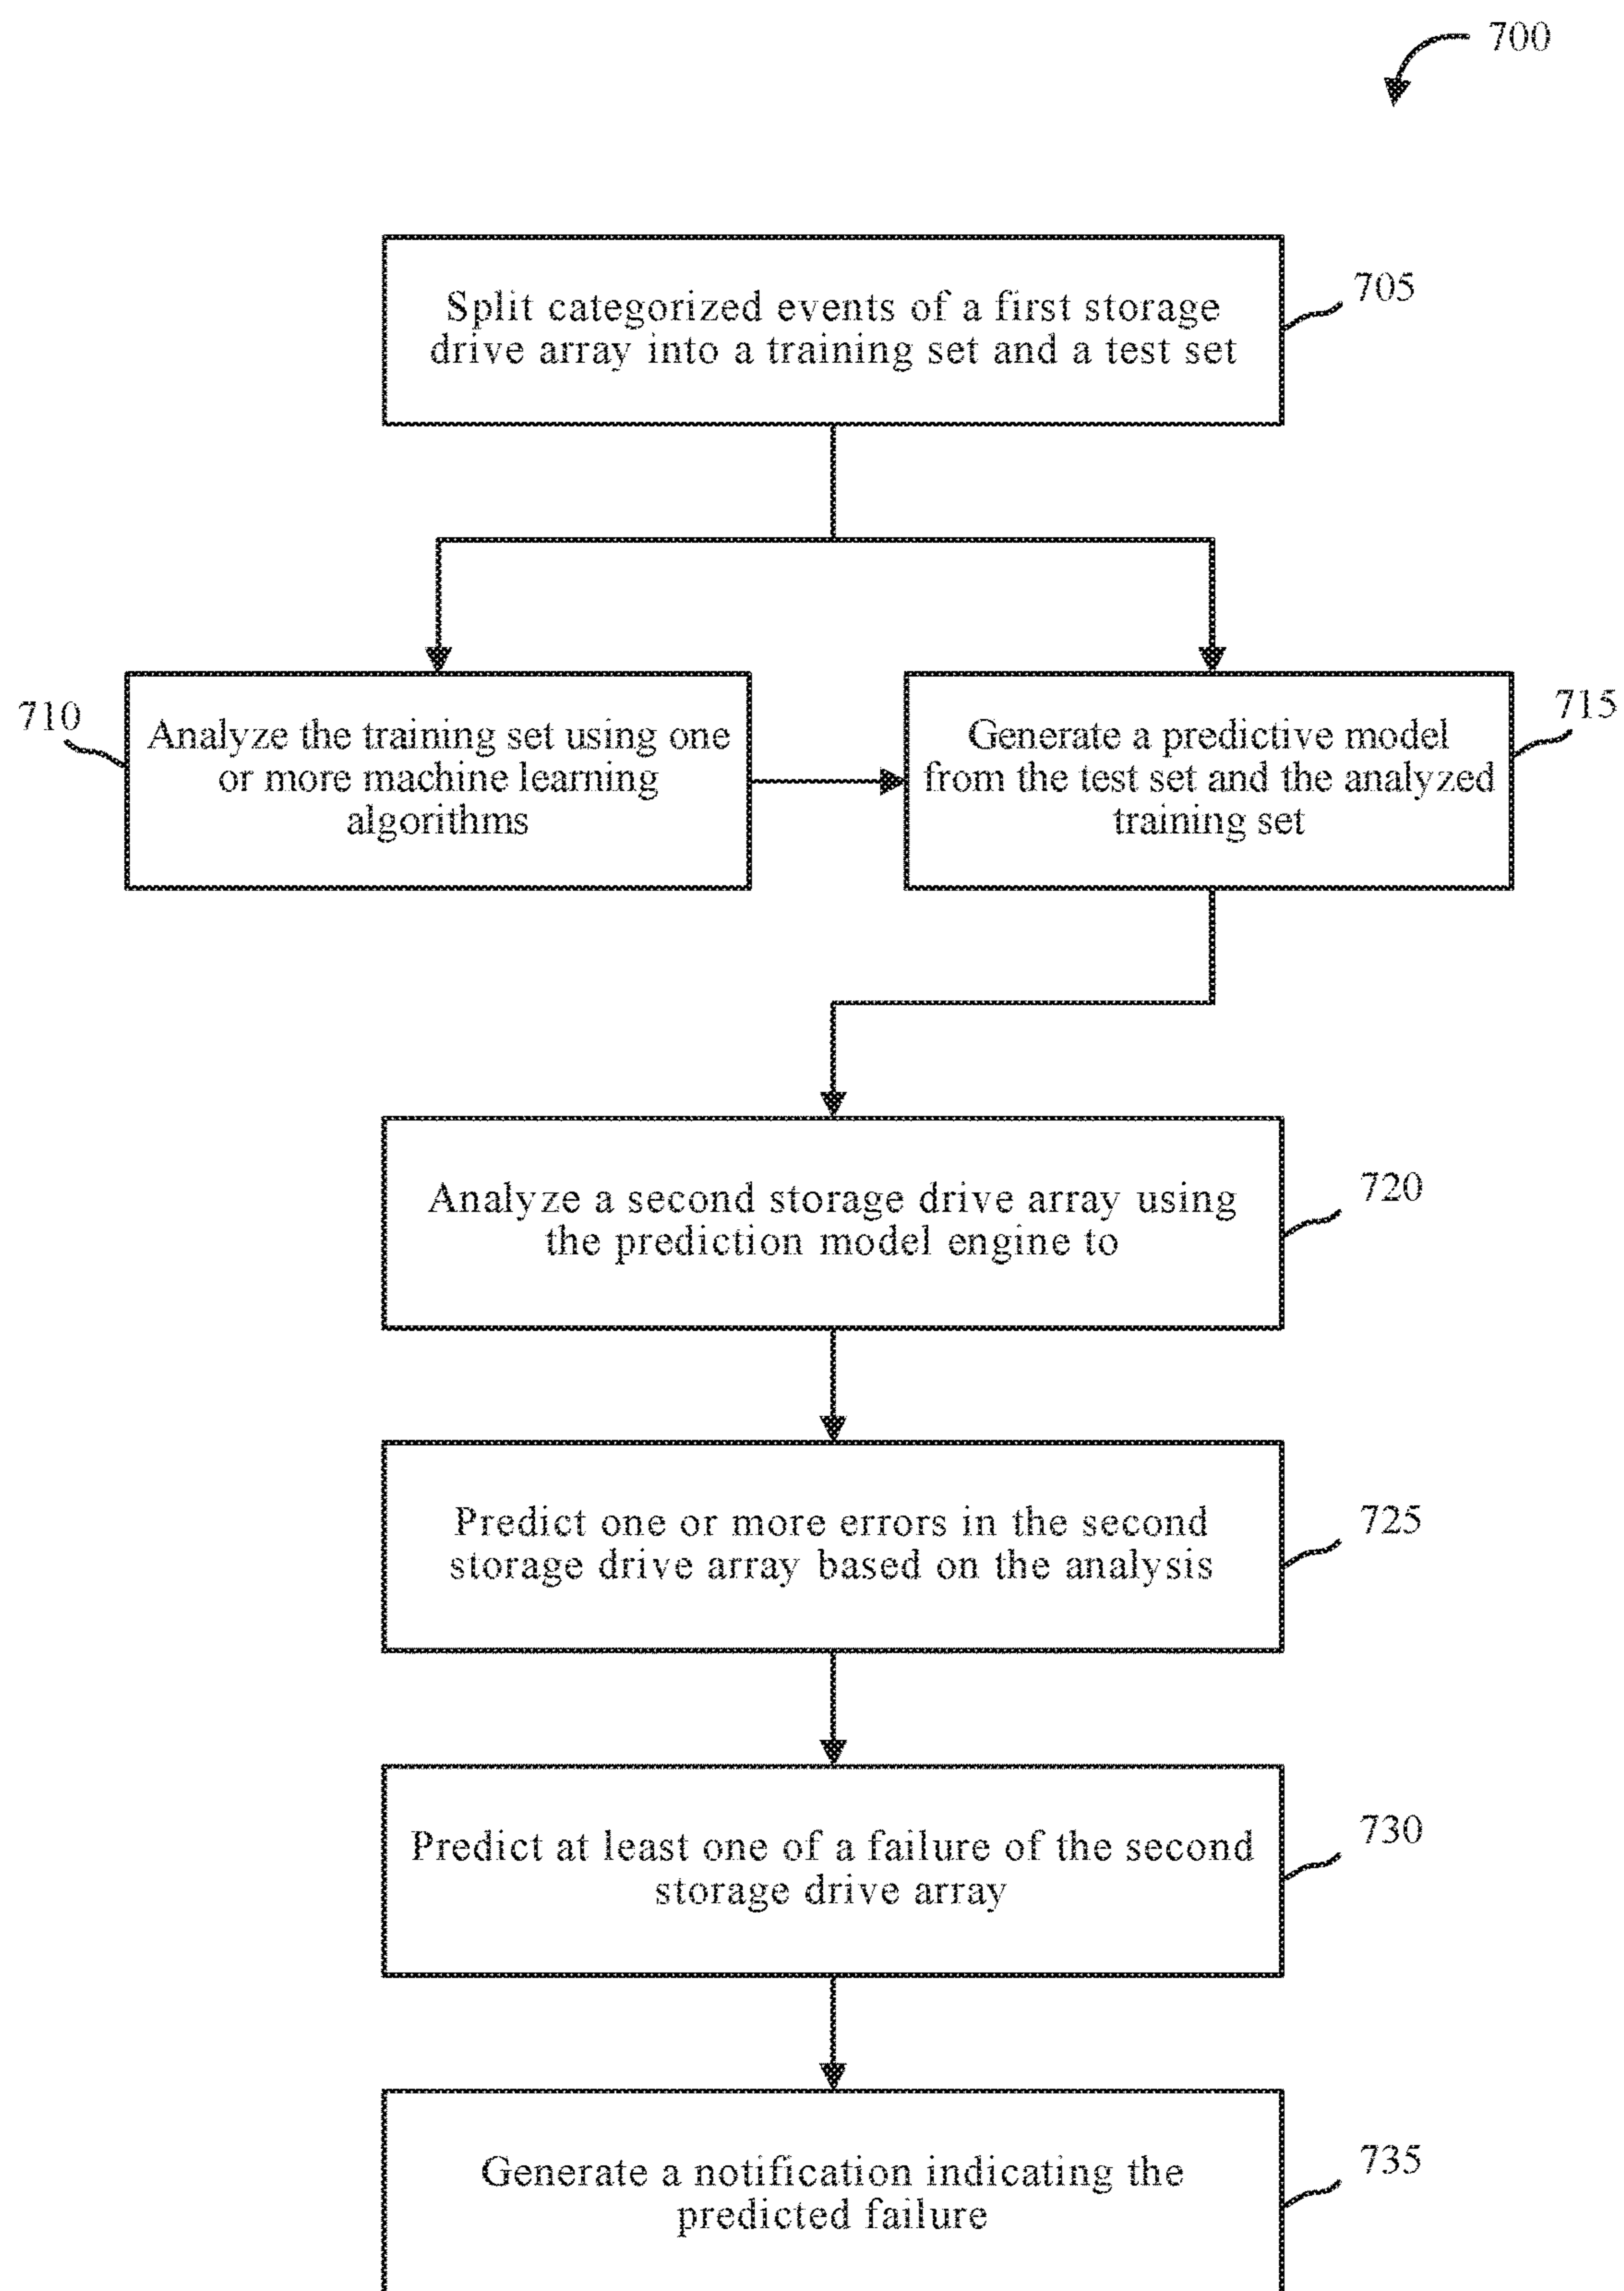 700
Split categorized events of a first storage
drive array into a training set and a test set
705
710
Analyze the training set using one
or more machine learning
algorithms
Generate a predictive model
from the test set and the analyzed
training set
715
Analyze a second storage drive array using
the prediction model engine to
720
Predict one or more errors in the second
storage drive array based on the analysis
725
Predict at least one of a failure of the second
storage drive array
730
Generate a notification indicating the
predicted failure
735